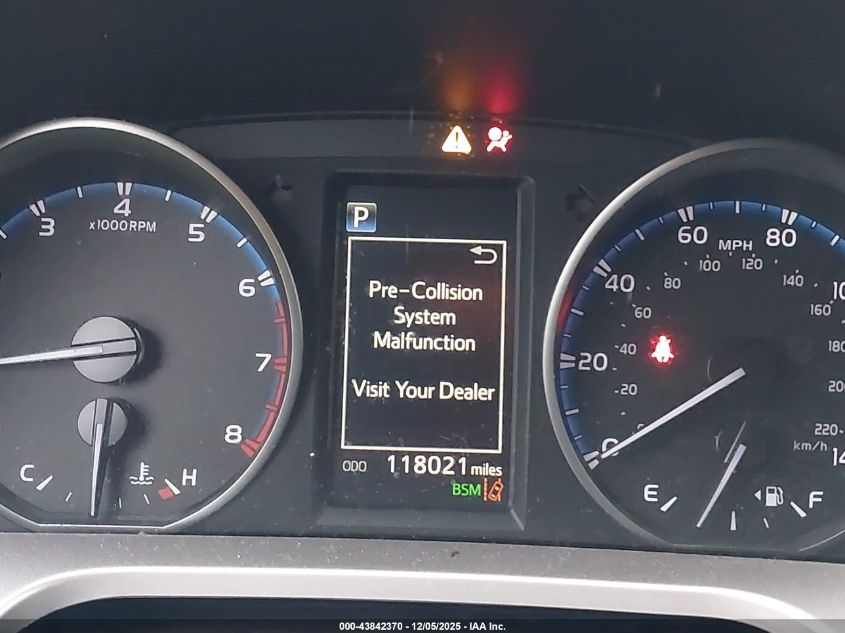 3
4
5
6
7
8
x1000RPM
C
H
P
Pre-Collision
System
Malfunction
Visit Your Dealer
ODO 118021 miles
BSM
MPH
0
20
40
60
80
20
40
60
80
100
120
140
160
220
km/h
E
F
000-43842370 - 12/05/2025 - IAA Inc.